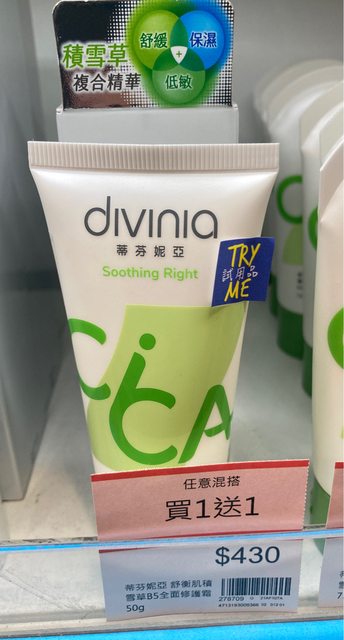 積雪草
複合精華
舒緩
保濕
+
低敏
divinia
蒂芬妮亞
Soothing Right
TRY
試用品
ME
CiCA
任意混搭
買1送1
$430
蒂芬妮亞 舒衡肌積
雪草B5全面修護霜
50g
278709
4713193005366